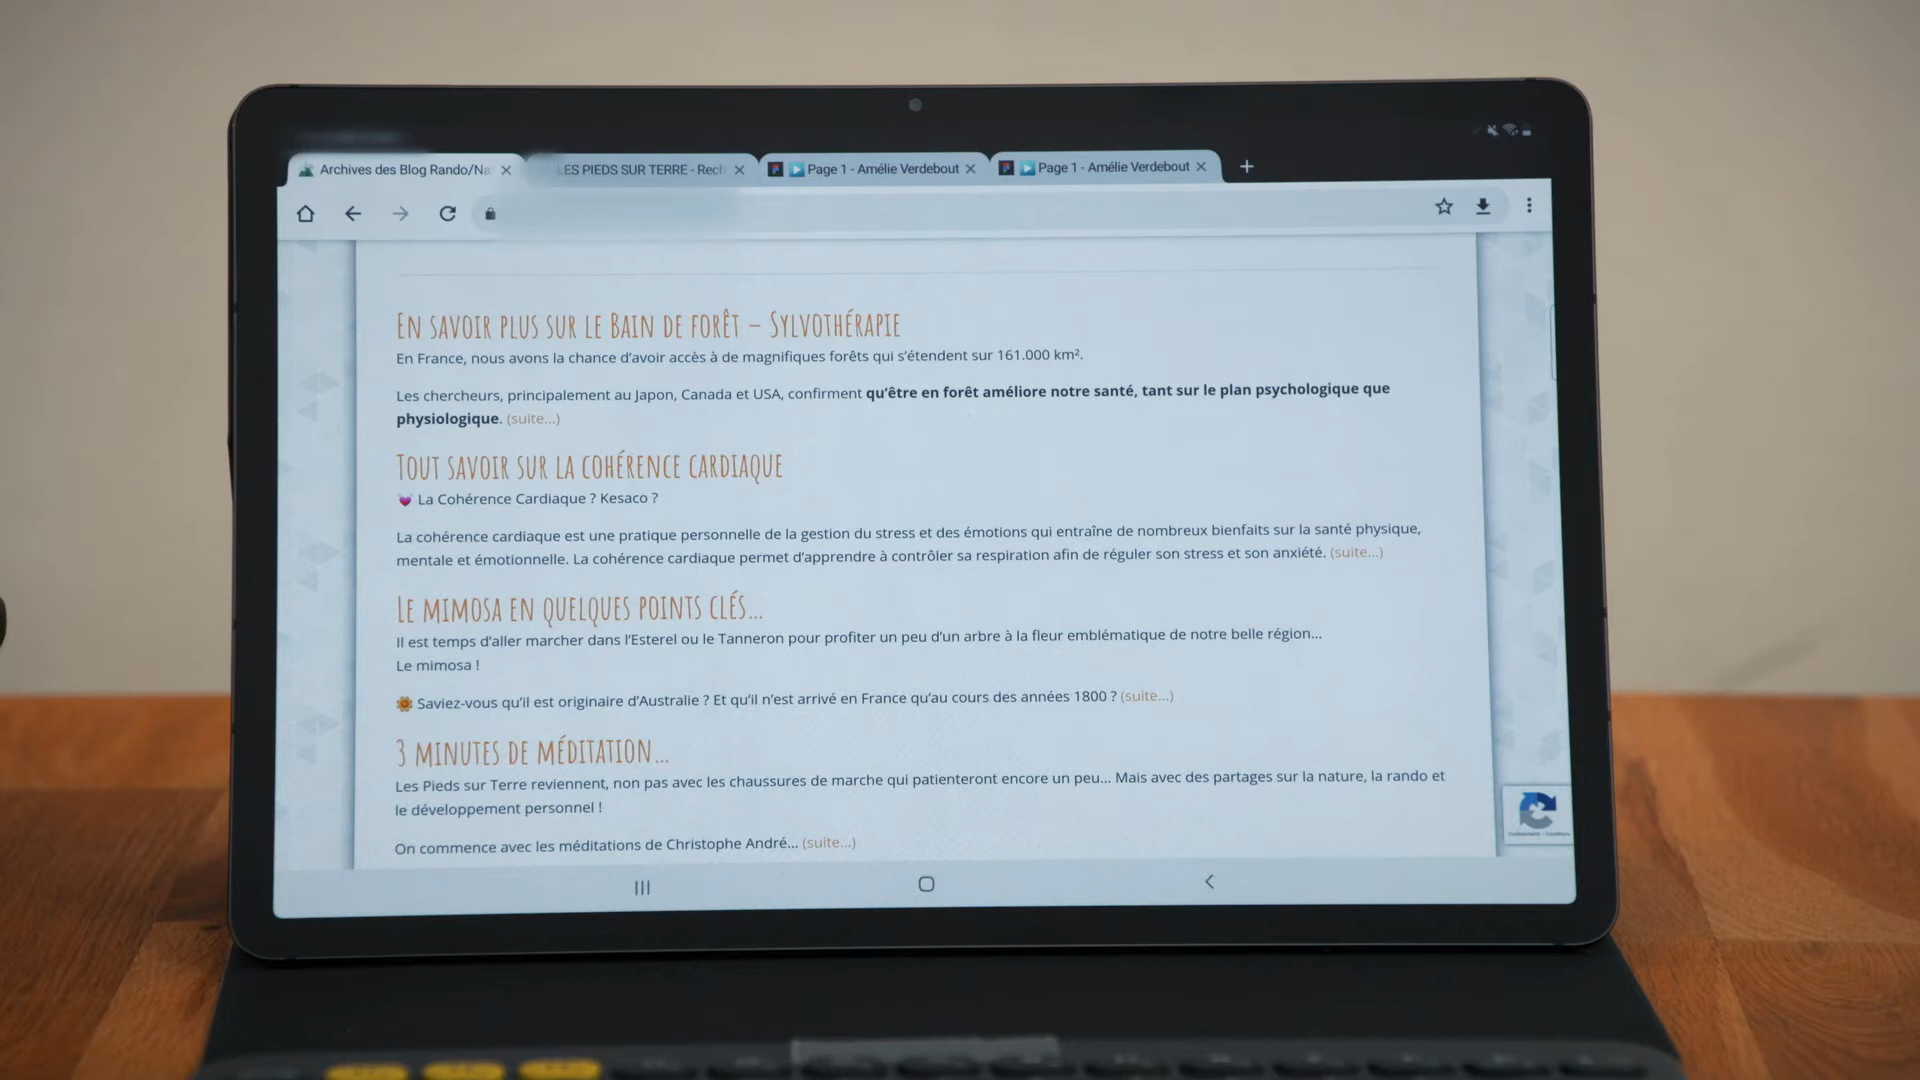 Archives des Blog Rando/Na
LES PIEDS SUR TERRE - Rech
Page 1 - Amélie Verdebout
Page 1 - Amélie Verdebout
En savoir plus sur le Bain de forêt – Sylvothérapie
En France, nous avons la chance d’avoir accès à de magnifiques forêts qui s’étendent sur 161.000 km².
Les chercheurs, principalement au Japon, Canada et USA, confirment qu’être en forêt améliore notre santé, tant sur le plan psychologique que
physiologique. (suite…)
Tout savoir sur la cohérence cardiaque
💓 La Cohérence Cardiaque ? Kesaco ?
La cohérence cardiaque est une pratique personnelle de la gestion du stress et des émotions qui entraîne de nombreux bienfaits sur la santé physique,
mentale et émotionnelle. La cohérence cardiaque permet d’apprendre à contrôler sa respiration afin de réguler son stress et son anxiété. (suite…)
Le mimosa en quelques points clés…
Il est temps d’aller marcher dans l’Esterel ou le Tanneron pour profiter un peu d’un arbre à la fleur emblématique de notre belle région…
Le mimosa !
🌼 Saviez-vous qu’il est originaire d’Australie ? Et qu’il n’est arrivé en France qu’au cours des années 1800 ? (suite…)
3 minutes de méditation…
Les Pieds sur Terre reviennent, non pas avec les chaussures de marche qui patienteront encore un peu… Mais avec des partages sur la nature, la rando et
le développement personnel !
On commence avec les méditations de Christophe André… (suite…)